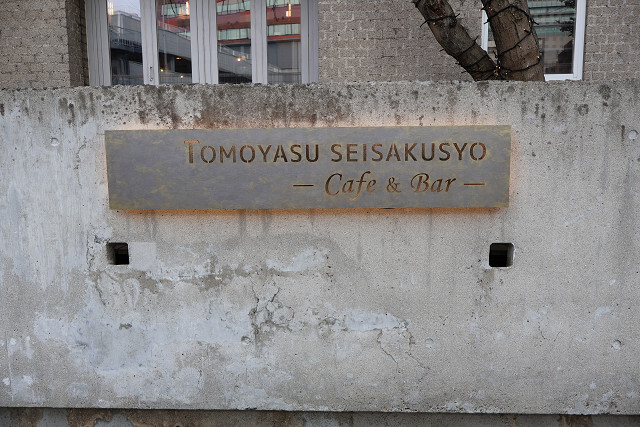 TOMOYASU SEISAKUSYO
— Cafe & Bar —